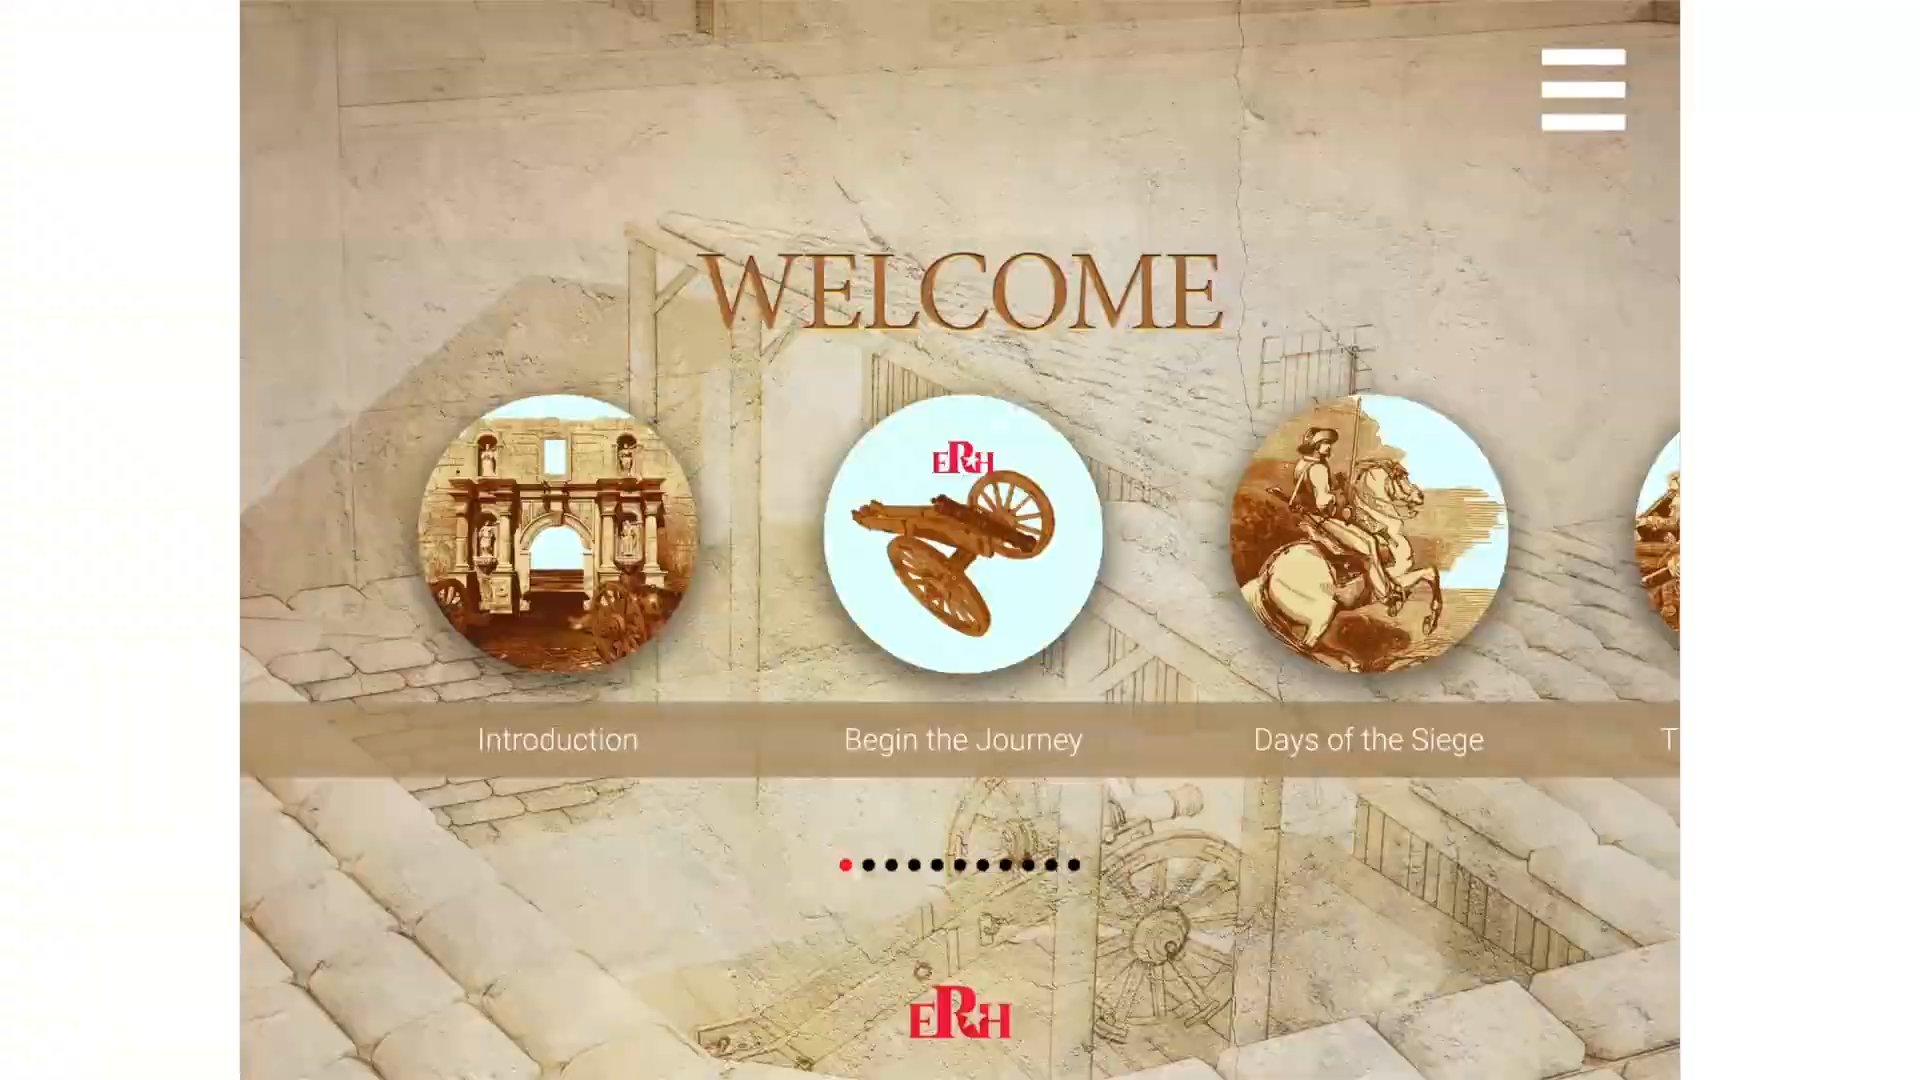 WELCOME
ERH
Introduction
Begin the Journey
Days of the Siege
T
ERH